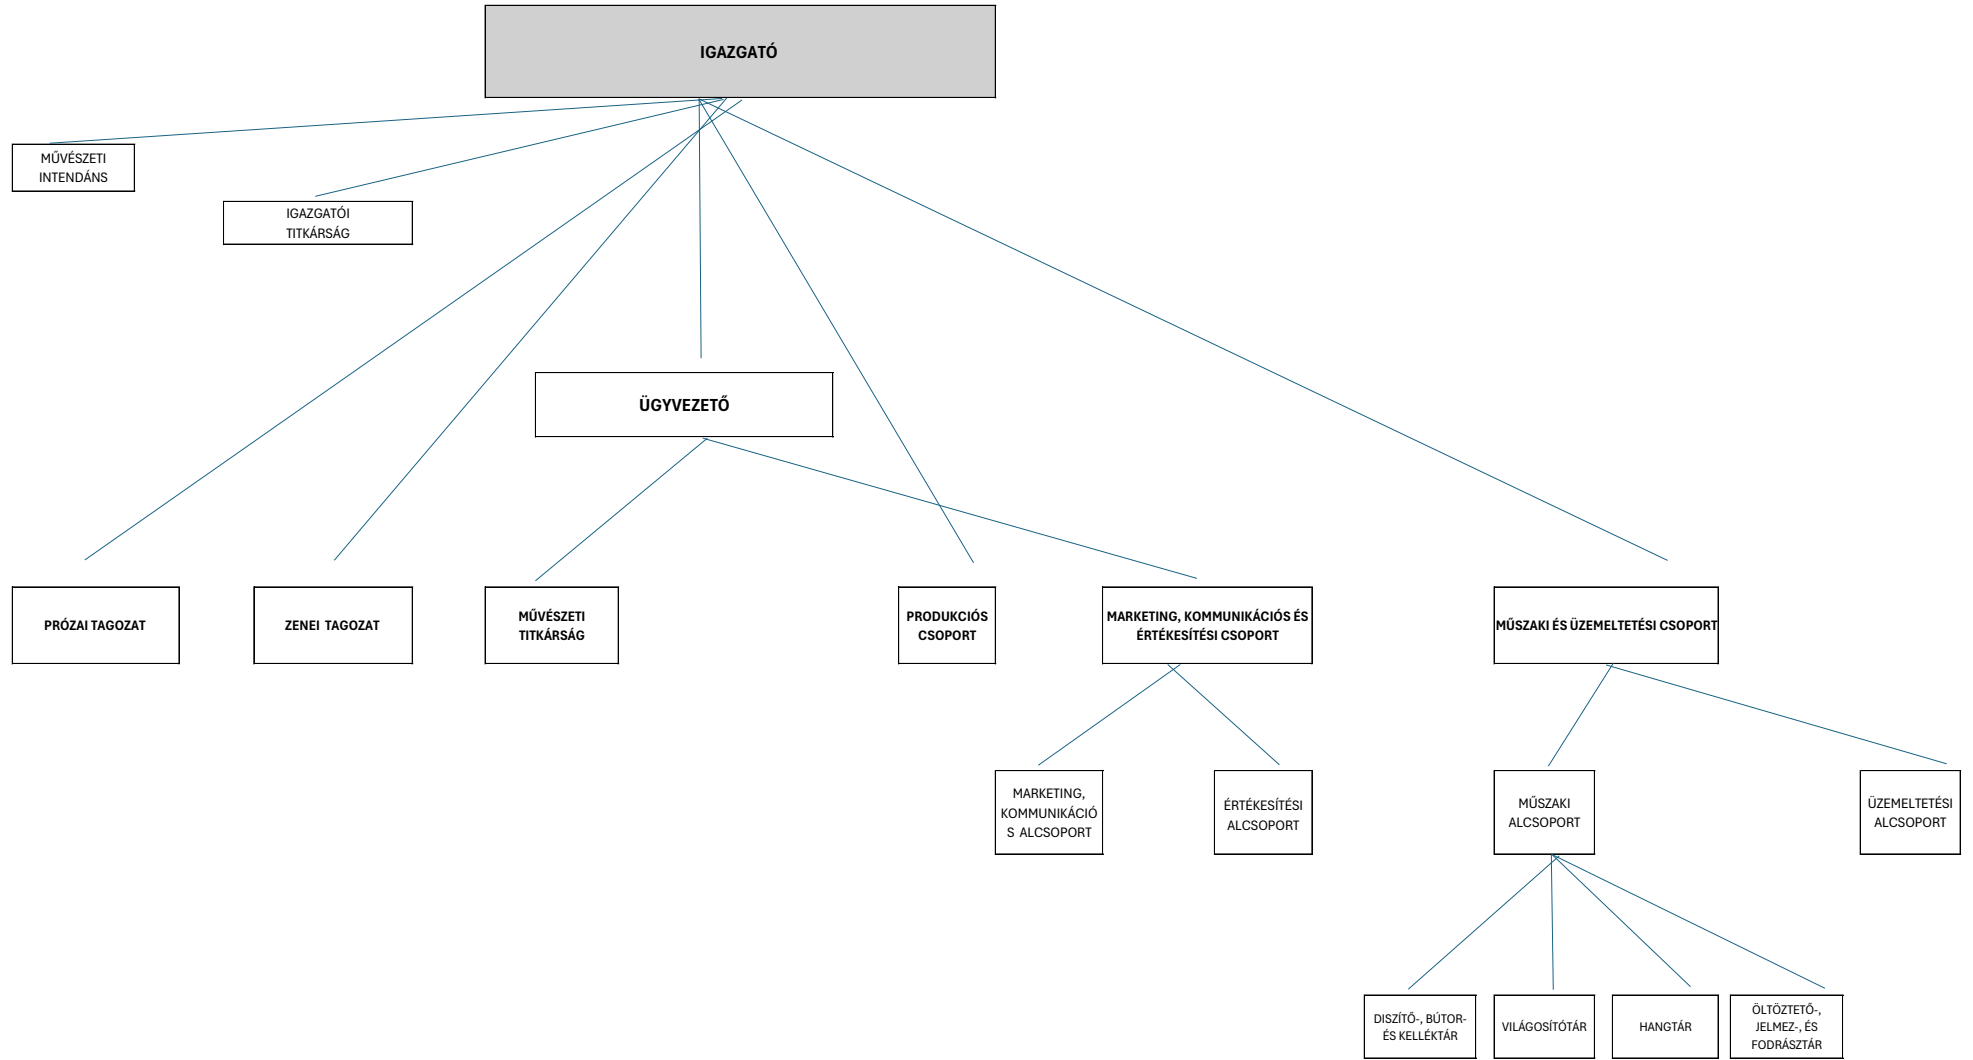 IGAZGATÓ
MŰVÉSZETI
INTENDÁNS
IGAZGATÓI
TITKÁRSÁG
ÜGYVEZETŐ
PRÓZAI TAGOZAT
ZENEI TAGOZAT
MŰVÉSZETI
TITKÁRSÁG
PRODUKCIÓS
CSOPORT
MARKETING, KOMMUNIKÁCIÓS ÉS
ÉRTÉKESÍTÉSI CSOPORT
MŰSZAKI ÉS ÜZEMELTETÉSI CSOPORT
MARKETING,
KOMMUNIKÁCIÓ
S ALCSOPORT
ÉRTÉKESÍTÉSI
ALCSOPORT
MŰSZAKI
ALCSOPORT
ÜZEMELTETÉSI
ALCSOPORT
DISZÍTŐ-, BÚTOR-
ÉS KELLÉKTÁR
VILÁGOSÍTÓTÁR
HANGTÁR
ÖLTÖZTETŐ-,
JELMEZ-, ÉS
FODRÁSZTÁR